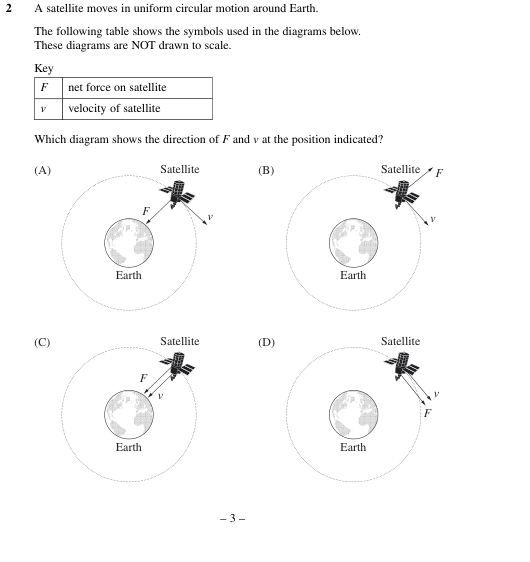 2 A satellite moves in uniform circular motion around Earth.
The following table shows the symbols used in the diagrams below.
These diagrams are NOT drawn to scale.
Key
F net force on satellite
v velocity of satellite
Which diagram shows the direction of F and v at the position indicated?
(A) Satellite (B) Satellite F
F v v
Earth Earth
(C) Satellite (D) Satellite
F v v
F
Earth Earth
– 3 –